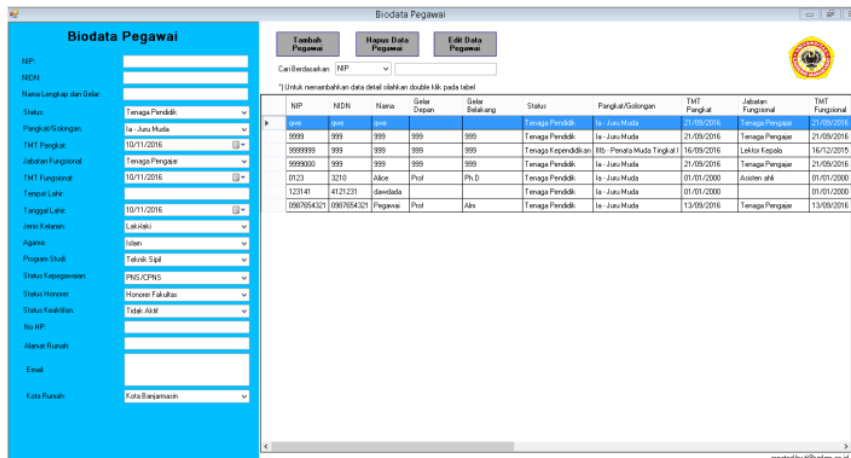 Biodata Pegawai
Biodata Pegawai
NIP:
NIDN:
Nama Lengkap dan Gelar:
Status: Tenaga Pendidik
Pangkat/Golongan: Ia - Juru Muda
TMT Pangkat: 10/11/2016
Jabatan Fungsional: Tenaga Pengajar
TMT Fungsional: 10/11/2016
Tempat Lahir:
Tanggal Lahir: 10/11/2016
Jenis Kelamin: Laki-laki
Agama: Islam
Program Studi: Teknik Sipil
Status Kepegawaian: PNS/CPNS
Status Honorer: Honorer Fakultas
Status Keaktifan: Tidak Aktif
No HP:
Alamat Rumah:
Email
Kota Rumah: Kota Banjarmasin
Tambah Pegawai
Hapus Data Pegawai
Edit Data Pegawai
Cari Berdasarkan NIP
*) Untuk menambahkan data detail silahkan double klik pada tabel
NIP NIDN Nama Gelar Depan Gelar Belakang Status Pangkat/Golongan TMT Pangkat Jabatan Fungsional TMT Fungsional
qwe qwe qwe Tenaga Pendidik Ia - Juru Muda 21/09/2016 Tenaga Pengajar 21/09/2016
9999 999 999 999 999 Tenaga Pendidik Ia - Juru Muda 21/09/2016 Tenaga Pengajar 21/09/2016
9999999 999 999 999 999 Tenaga Kependidikan IIIb - Penata Muda Tingkat I 16/09/2016 Lektor Kepala 16/12/2015
9999000 999 999 999 999 Tenaga Pendidik Ia - Juru Muda 21/09/2016 Tenaga Pengajar 21/09/2016
0123 3210 Alice Prof Ph.D Tenaga Pendidik Ia - Juru Muda 01/01/2000 Asisten ahli 01/01/2000
123141 4121231 dawdada Tenaga Pendidik Ia - Juru Muda 01/01/2000 01/01/2000
0987654321 0987654321 Pegawai Prof Alm Tenaga Pendidik Ia - Juru Muda 13/09/2016 Tenaga Pengajar 13/09/2016